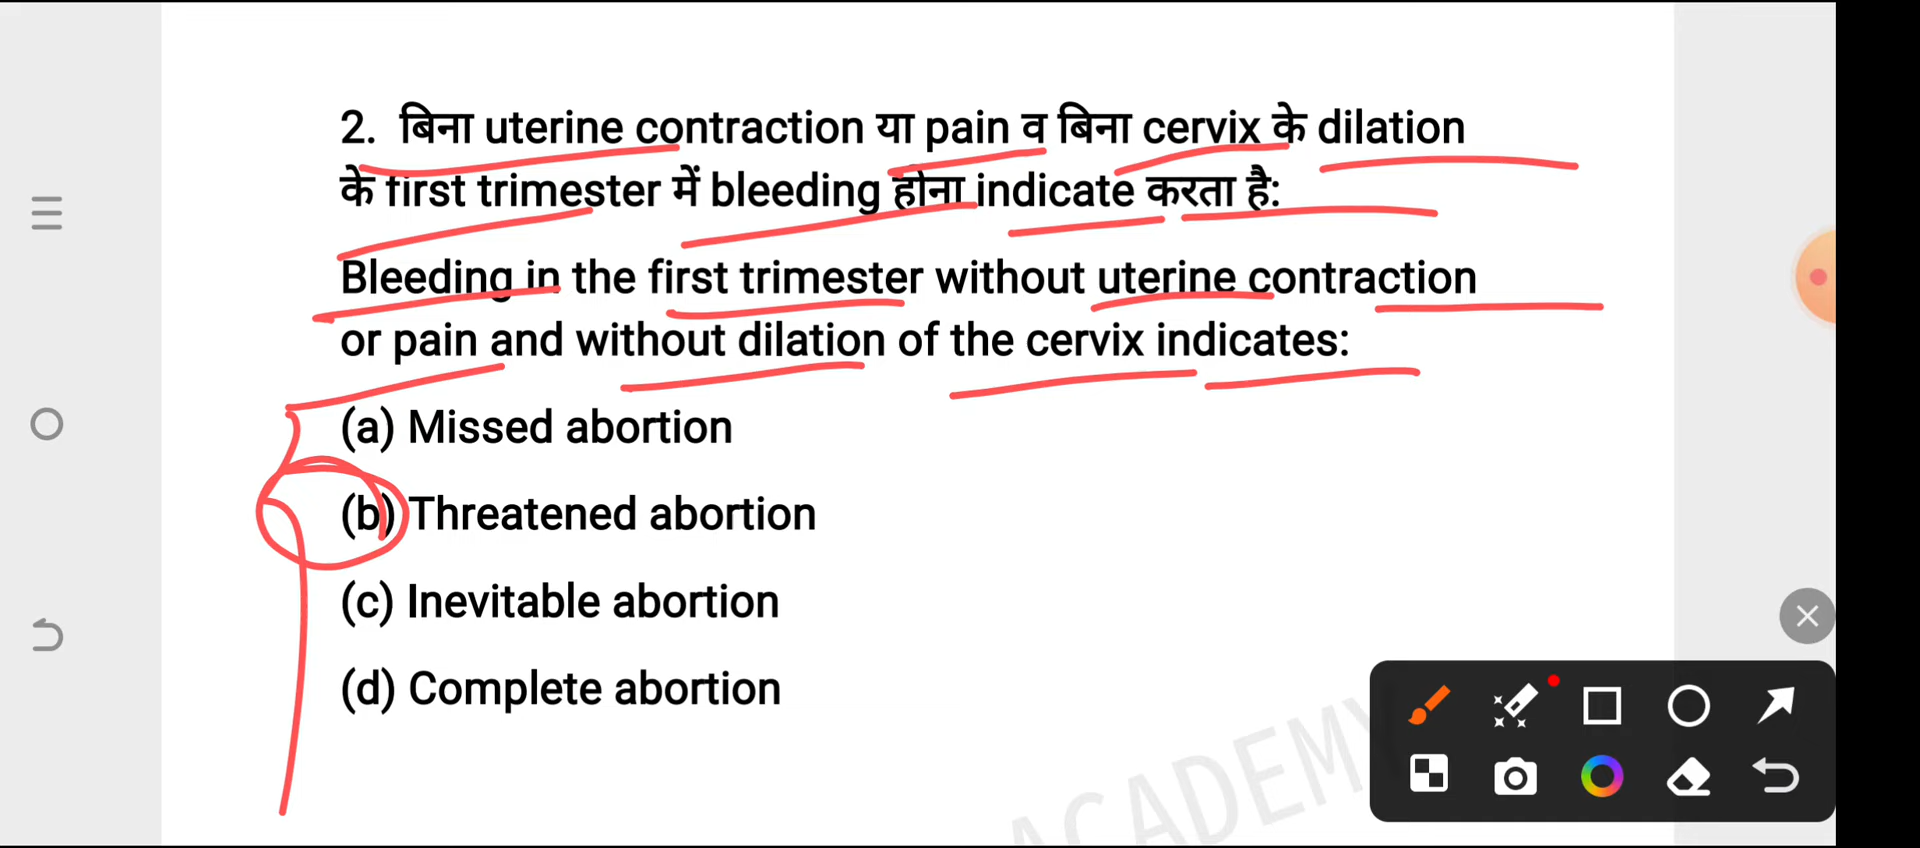 2. बिना uterine contraction या pain व बिना cervix के dilation
के first trimester में bleeding होना indicate करता है:
Bleeding in the first trimester without uterine contraction
or pain and without dilation of the cervix indicates:
(a) Missed abortion
(b) Threatened abortion
(c) Inevitable abortion
(d) Complete abortion
ACADEMY